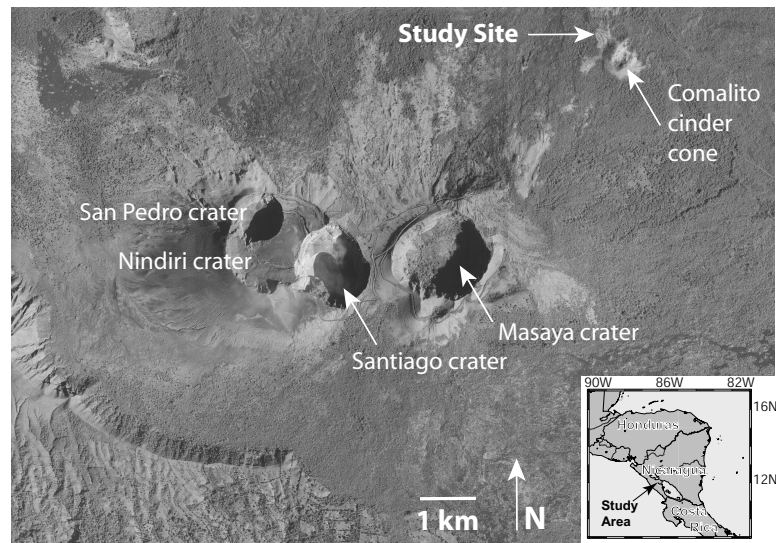 Study Site
Comalito
cinder
cone
San Pedro crater
Nindiri crater
Masaya crater
Santiago crater
1 km
N
90W 86W 82W
16N
Honduras
Nicaragua
12N
Study
Area
Costa
Rica